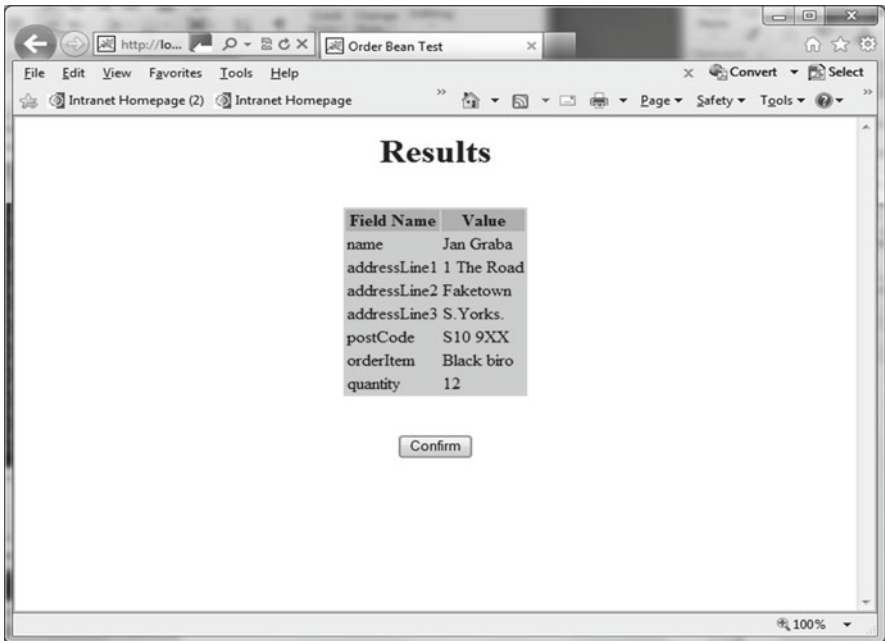 http://lo...
Order Bean Test
File Edit View Favorites Tools Help
Convert Select
Intranet Homepage (2) Intranet Homepage
Page Safety Tools
Results
Field Name Value
name Jan Graba
addressLine1 1 The Road
addressLine2 Faketown
addressLine3 S.Yorks.
postCode S10 9XX
orderItem Black biro
quantity 12
Confirm
100%